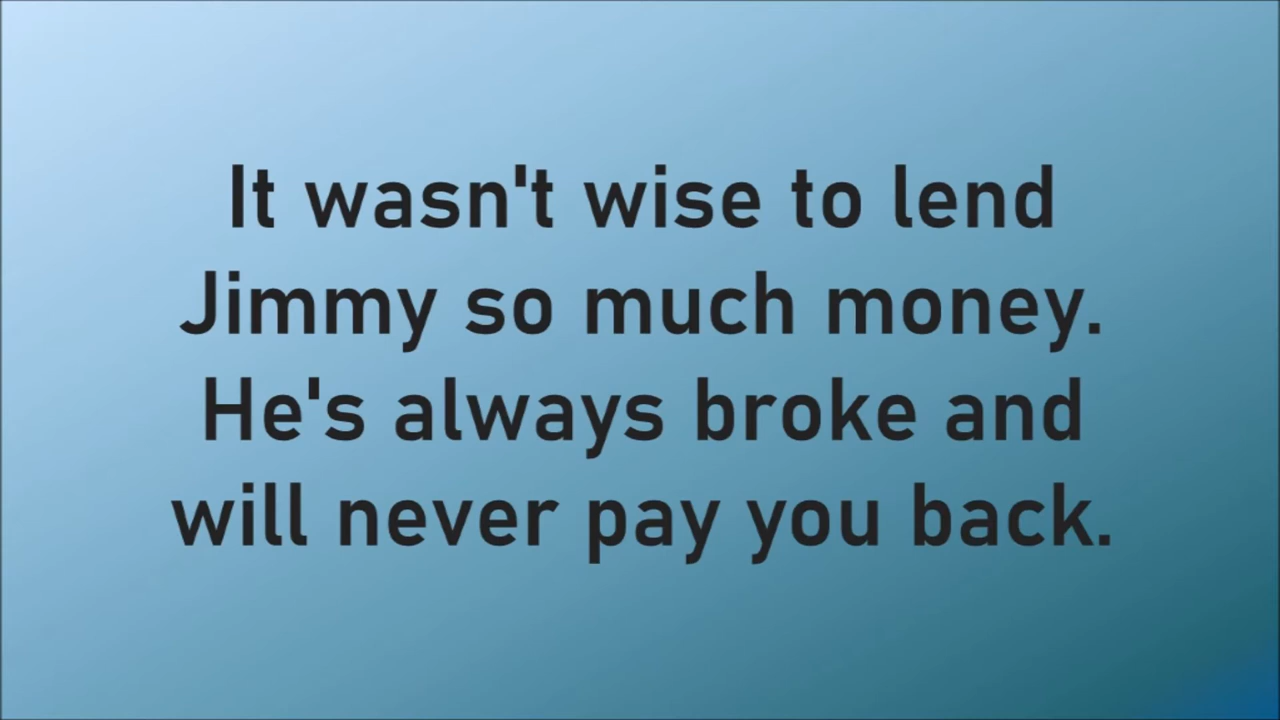 It wasn't wise to lend
Jimmy so much money.
He's always broke and
will never pay you back.